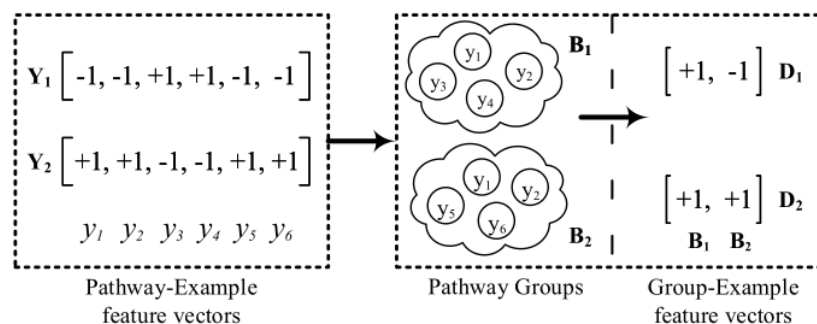 Y₁ [-1, -1, +1, +1, -1, -1]
Y₂ [+1, +1, -1, -1, +1, +1]
y₁ y₂ y₃ y₄ y₅ y₆
Pathway-Example
feature vectors
y₁
y₂
y₃
y₄
B₁
y₁
y₂
y₅
y₆
B₂
Pathway Groups
[+1, -1] D₁
[+1, +1] D₂
B₁ B₂
Group-Example
feature vectors